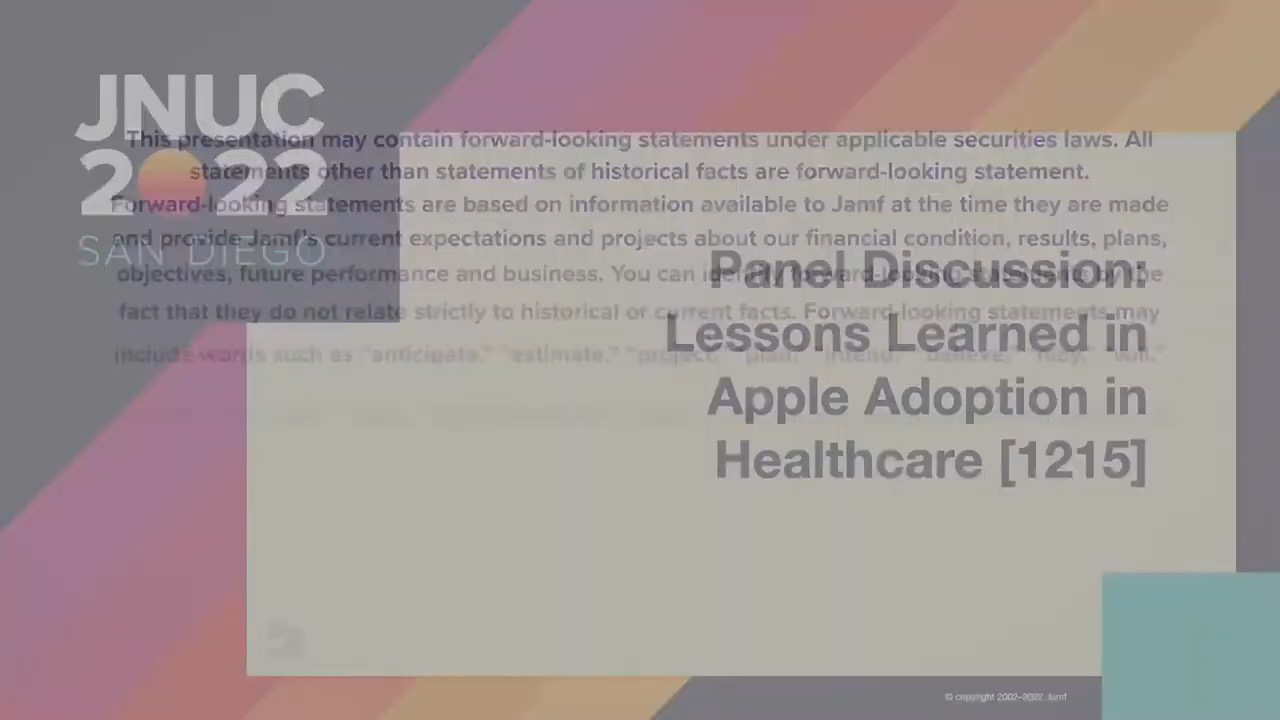 JNUC
2022
SAN DIEGO
This presentation may contain forward-looking statements under applicable securities laws. All
statements other than statements of historical facts are forward-looking statement.
Forward-looking statements are based on information available to Jamf at the time they are made
and provide Jamf's current expectations and projects about our financial condition, results, plans,
objectives, future performance and business. You can identify forward-looking statements by the
fact that they do not relate strictly to historical or current facts. Forward-looking statements may
include words such as "anticipate," "estimate," "project," "plan," "intend," "believe," "may," "will,"
Panel Discussion:
Lessons Learned in
Apple Adoption in
Healthcare [1215]
© copyright 2002-2022 Jamf